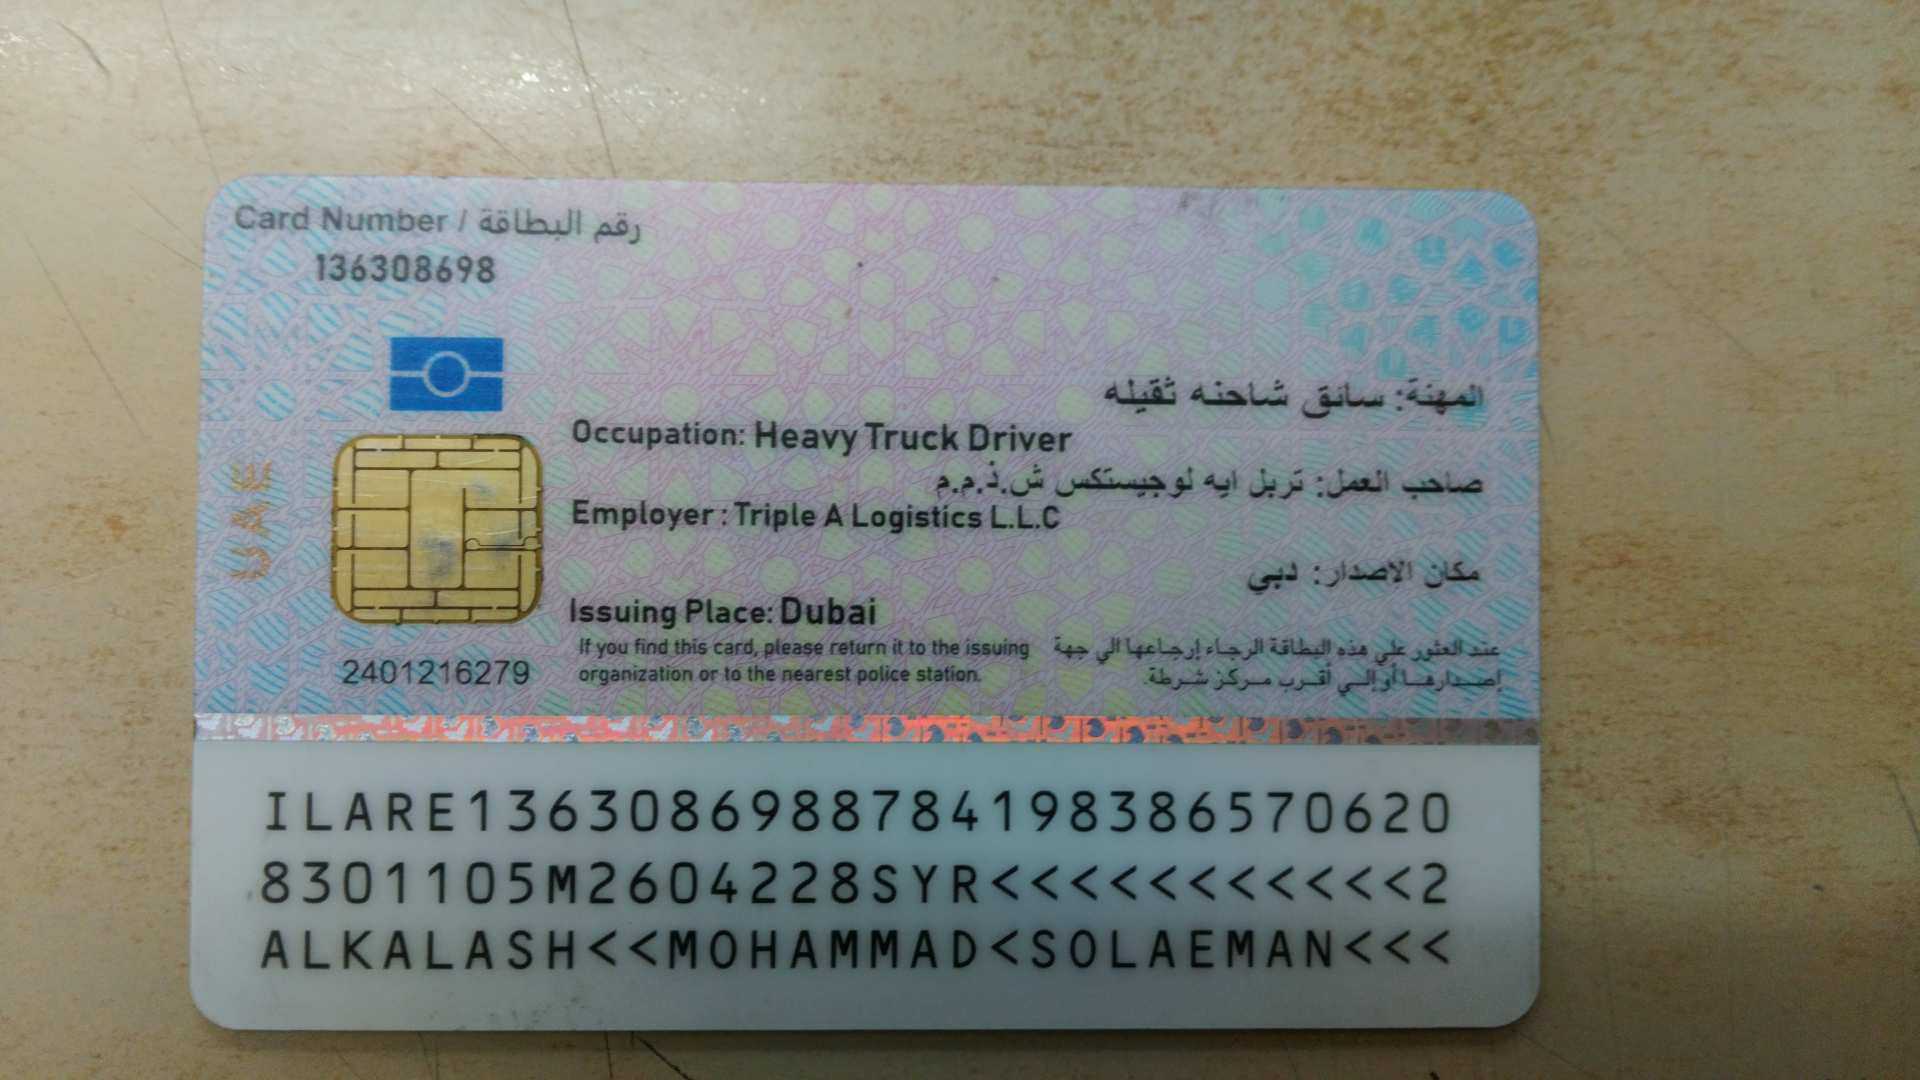 Card Number / رقم البطاقة
136308698
المهنة: سائق شاحنه ثقيله
Occupation: Heavy Truck Driver
صاحب العمل: تربل ايه لوجيستكس ش.ذ.م.م
Employer : Triple A Logistics L.L.C
مكان الاصدار: دبي
Issuing Place: Dubai
If you find this card, please return it to the issuing
organization or to the nearest police station.
عند العثور علي هذه البطاقة الرجاء إرجاعها الي جهة
إصدارها أو إلي أقرب مركز شرطة.
UAE
2401216279
ILARE1363086988784198386570620
8301105M2604228SYR<<<<<<<<<<<2
ALKALASH<<MOHAMMAD<SOLAEMAN<<<